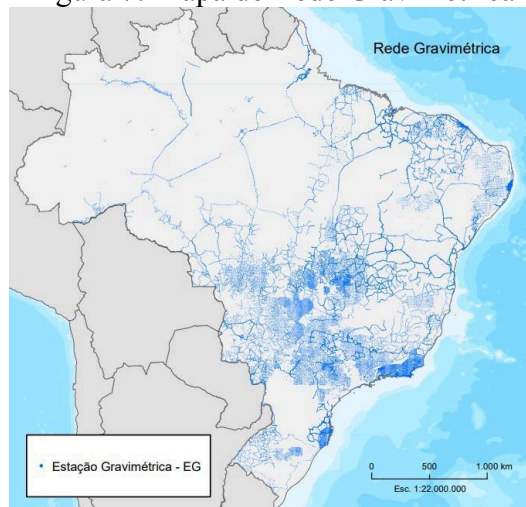 Rede Gravimétrica
Estação Gravimétrica - EG
0 500 1.000 km
Esc. 1:22.000.000